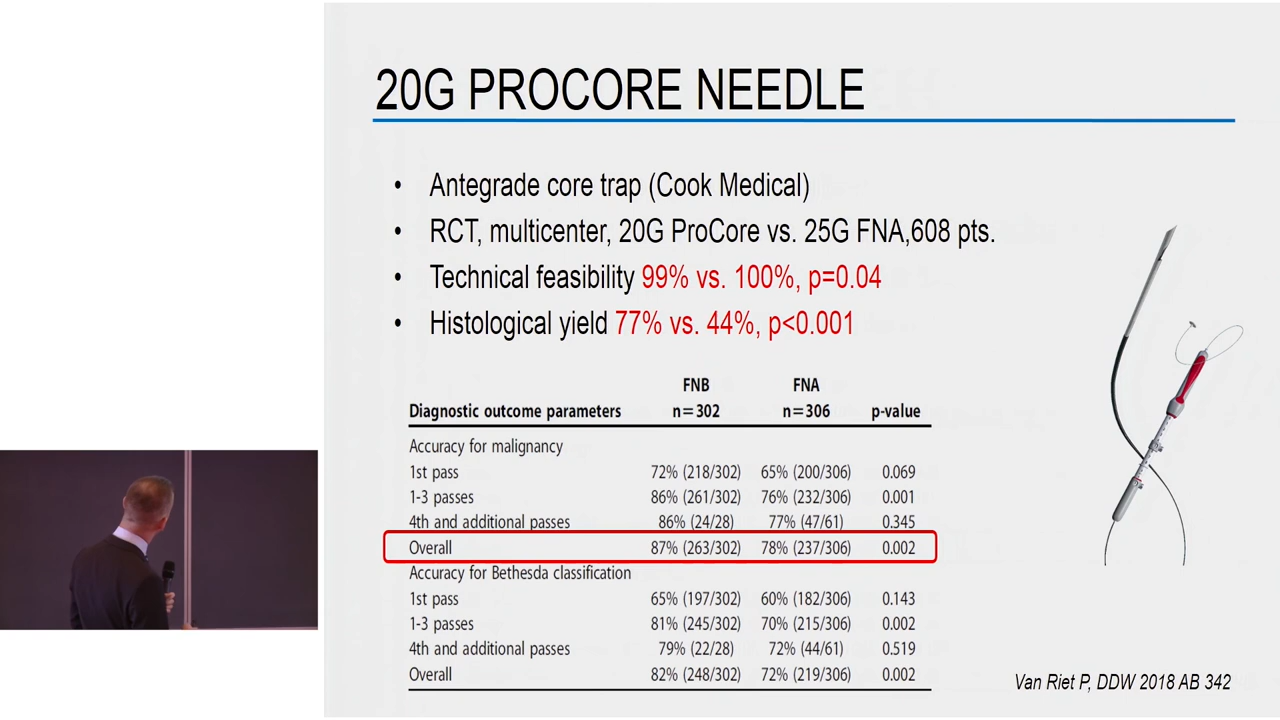 20G PROCORE NEEDLE
• Antegrade core trap (Cook Medical)
• RCT, multicenter, 20G ProCore vs. 25G FNA,608 pts.
• Technical feasibility 99% vs. 100%, p=0.04
• Histological yield 77% vs. 44%, p<0.001
FNB FNA
Diagnostic outcome parameters n=302 n=306 p-value
Accuracy for malignancy
1st pass 72% (218/302) 65% (200/306) 0.069
1-3 passes 86% (261/302) 76% (232/306) 0.001
4th and additional passes 86% (24/28) 77% (47/61) 0.345
Overall 87% (263/302) 78% (237/306) 0.002
Accuracy for Bethesda classification
1st pass 65% (197/302) 60% (182/306) 0.143
1-3 passes 81% (245/302) 70% (215/306) 0.002
4th and additional passes 79% (22/28) 72% (44/61) 0.519
Overall 82% (248/302) 72% (219/306) 0.002
Van Riet P, DDW 2018 AB 342